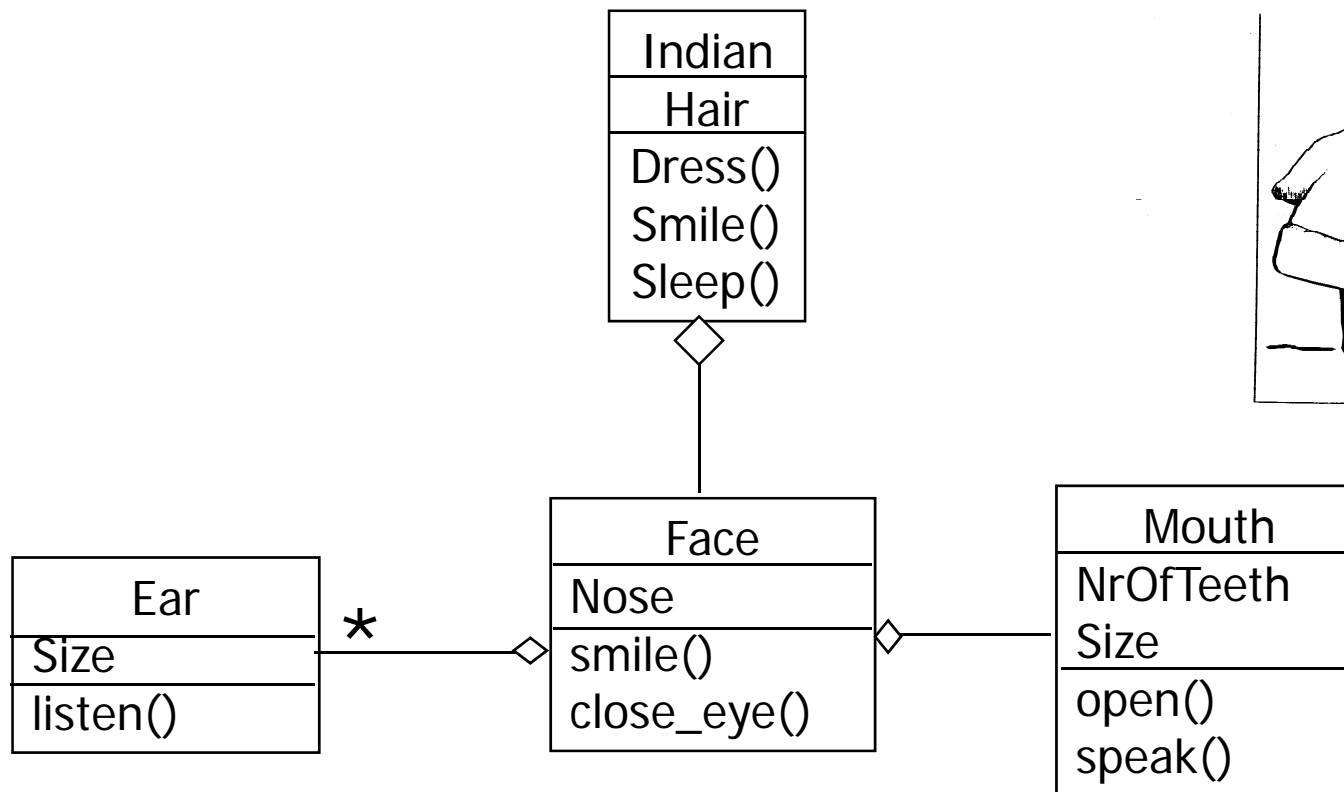 Indian
Hair
Dress()
Smile()
Sleep()
Ear
Size
listen()
*
Face
Nose
smile()
close_eye()
Mouth
NrOfTeeth
Size
open()
speak()